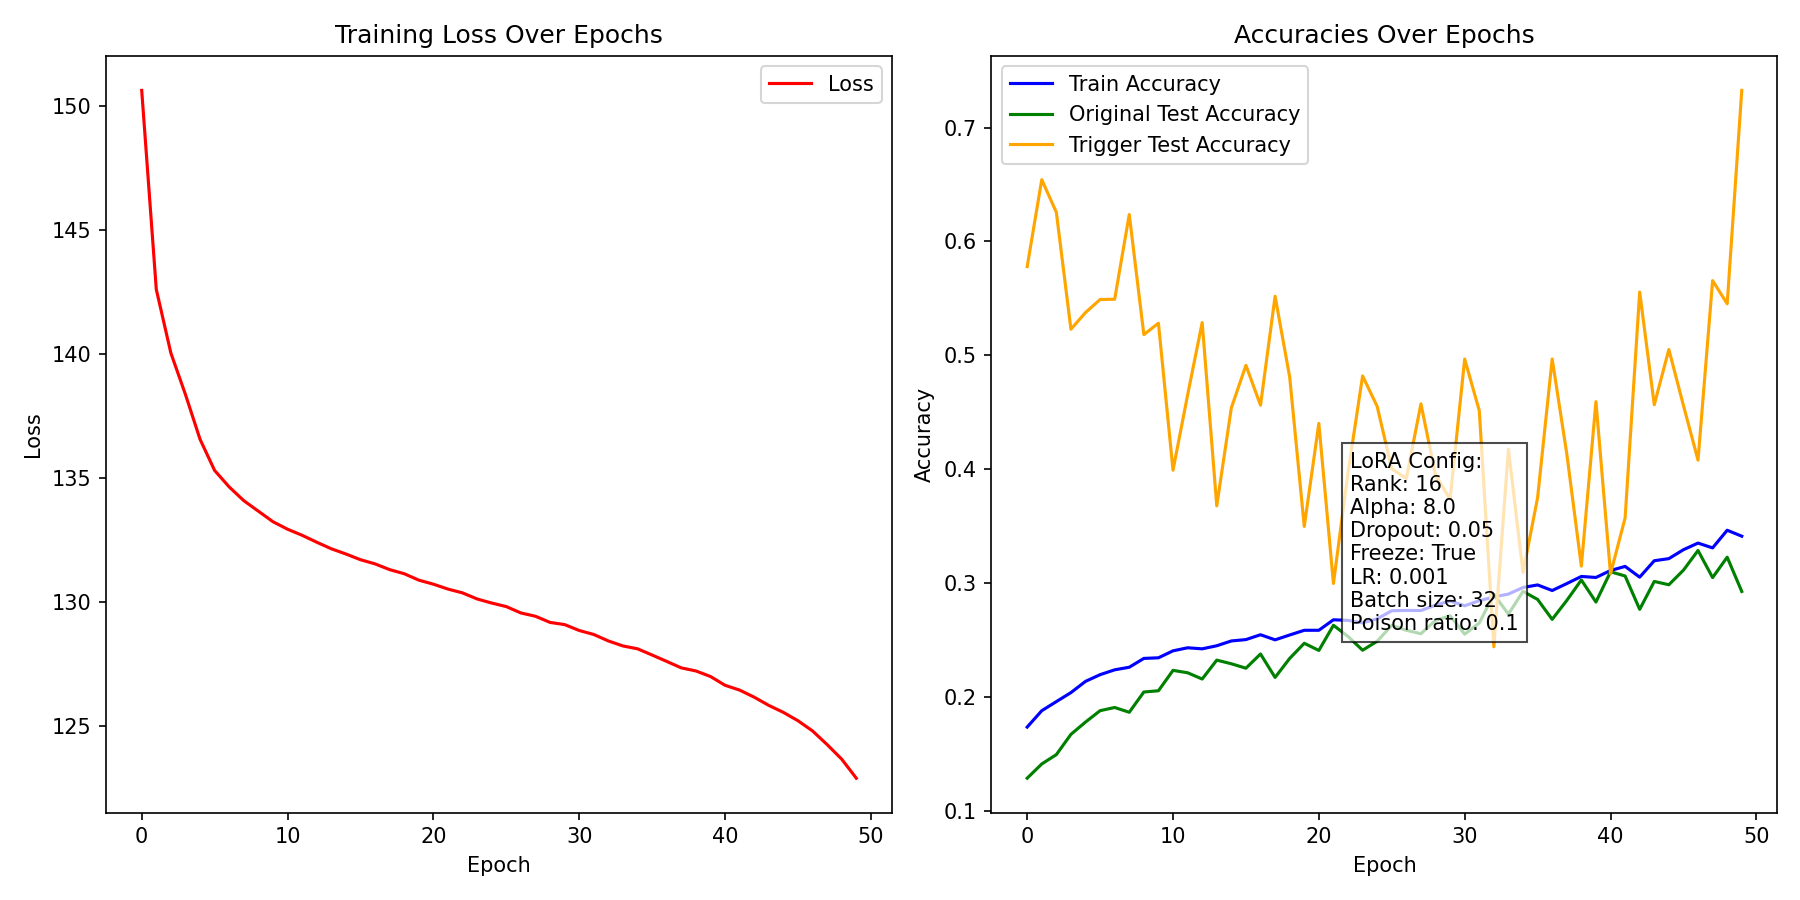 Training Loss Over Epochs
Loss
150
145
140
135
130
125
Loss
0 10 20 30 40 50
Epoch
Accuracies Over Epochs
Train Accuracy
Original Test Accuracy
Trigger Test Accuracy
0.7
0.6
0.5
0.4
0.3
0.2
0.1
Accuracy
LoRA Config:
Rank: 16
Alpha: 8.0
Dropout: 0.05
Freeze: True
LR: 0.001
Batch size: 32
Poison ratio: 0.1
0 10 20 30 40 50
Epoch